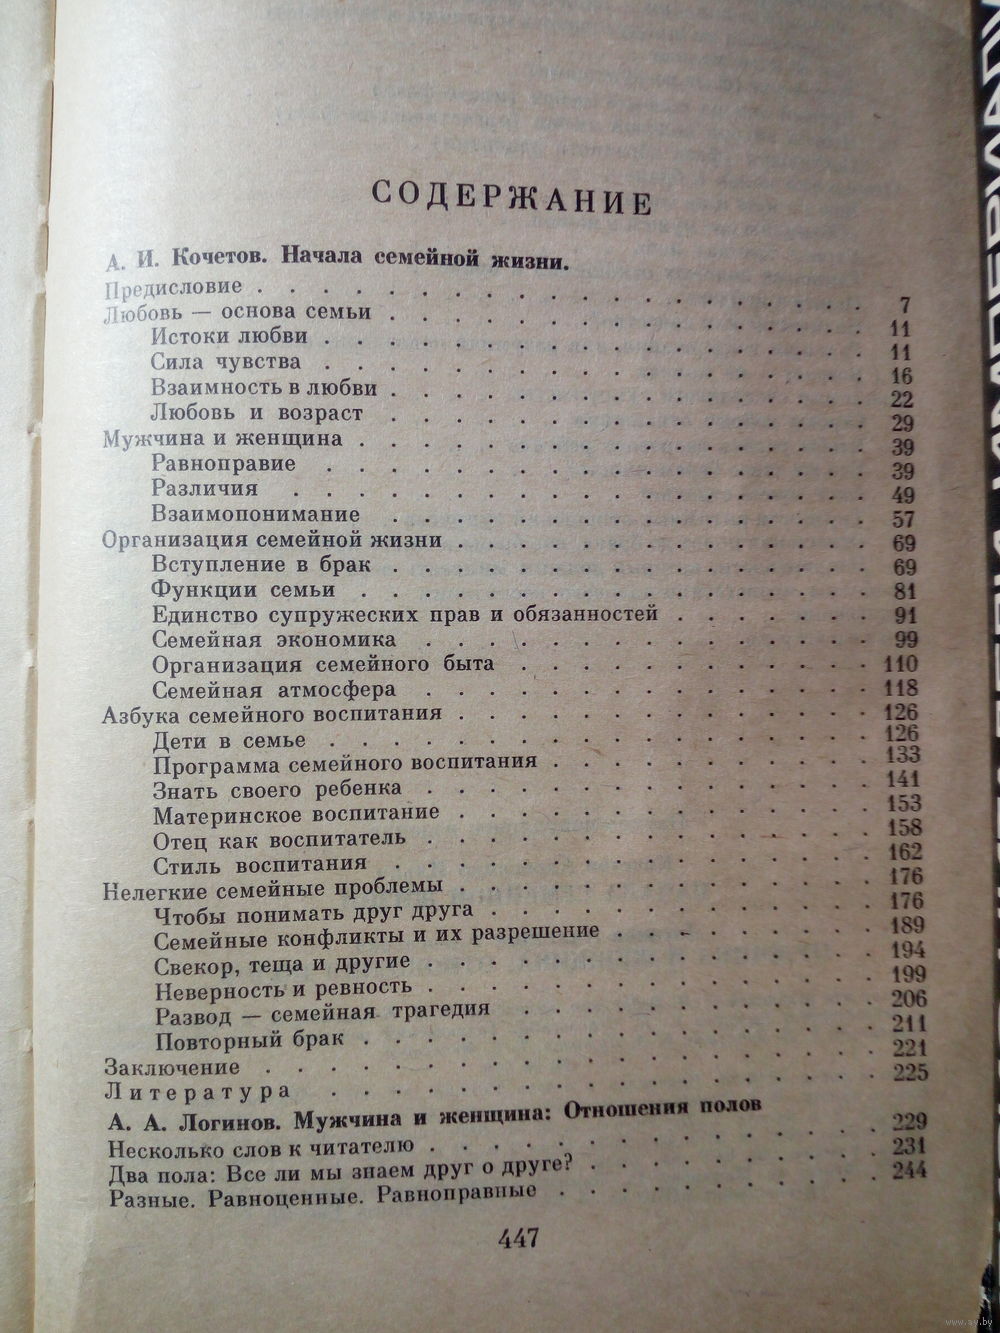 СОДЕРЖАНИЕ
А. И. Кочетов. Начала семейной жизни.
Предисловие . . . . . . . . . . . . . . . . . . . 7
Любовь — основа семьи . . . . . . . . . . . . . . . 11
Истоки любви . . . . . . . . . . . . . . . . . 11
Сила чувства . . . . . . . . . . . . . . . . . 16
Взаимность в любви . . . . . . . . . . . . . . . 22
Любовь и возраст . . . . . . . . . . . . . . . 29
Мужчина и женщина . . . . . . . . . . . . . . . . 39
Равноправие . . . . . . . . . . . . . . . . . 39
Различия . . . . . . . . . . . . . . . . . . 49
Взаимопонимание . . . . . . . . . . . . . . . 57
Организация семейной жизни . . . . . . . . . . . . . 69
Вступление в брак . . . . . . . . . . . . . . . 69
Функции семьи . . . . . . . . . . . . . . . . 81
Единство супружеских прав и обязанностей . . . . . . 91
Семейная экономика . . . . . . . . . . . . . . 99
Организация семейного быта . . . . . . . . . . . 110
Семейная атмосфера . . . . . . . . . . . . . . 118
Азбука семейного воспитания . . . . . . . . . . . . . 126
Дети в семье . . . . . . . . . . . . . . . . . 126
Программа семейного воспитания . . . . . . . . . . 133
Знать своего ребенка . . . . . . . . . . . . . . 141
Материнское воспитание . . . . . . . . . . . . . 153
Отец как воспитатель . . . . . . . . . . . . . . 158
Стиль воспитания . . . . . . . . . . . . . . . 162
Нелегкие семейные проблемы . . . . . . . . . . . . . 176
Чтобы понимать друг друга . . . . . . . . . . . . 176
Семейные конфликты и их разрешение . . . . . . . . 189
Свекор, теща и другие . . . . . . . . . . . . . . 194
Неверность и ревность . . . . . . . . . . . . . . 199
Развод — семейная трагедия . . . . . . . . . . . 206
Повторный брак . . . . . . . . . . . . . . . . 211
Заключение . . . . . . . . . . . . . . . . . . . 221
Литература . . . . . . . . . . . . . . . . . 225
А. А. Логинов. Мужчина и женщина: Отношения полов
Несколько слов к читателю . . . . . . . . . . . . . . 229
Два пола: Все ли мы знаем друг о друге? . . . . . . . . . 231
Разные. Равноценные. Равноправные . . . . . . . . . . 244
447
www.ay.by